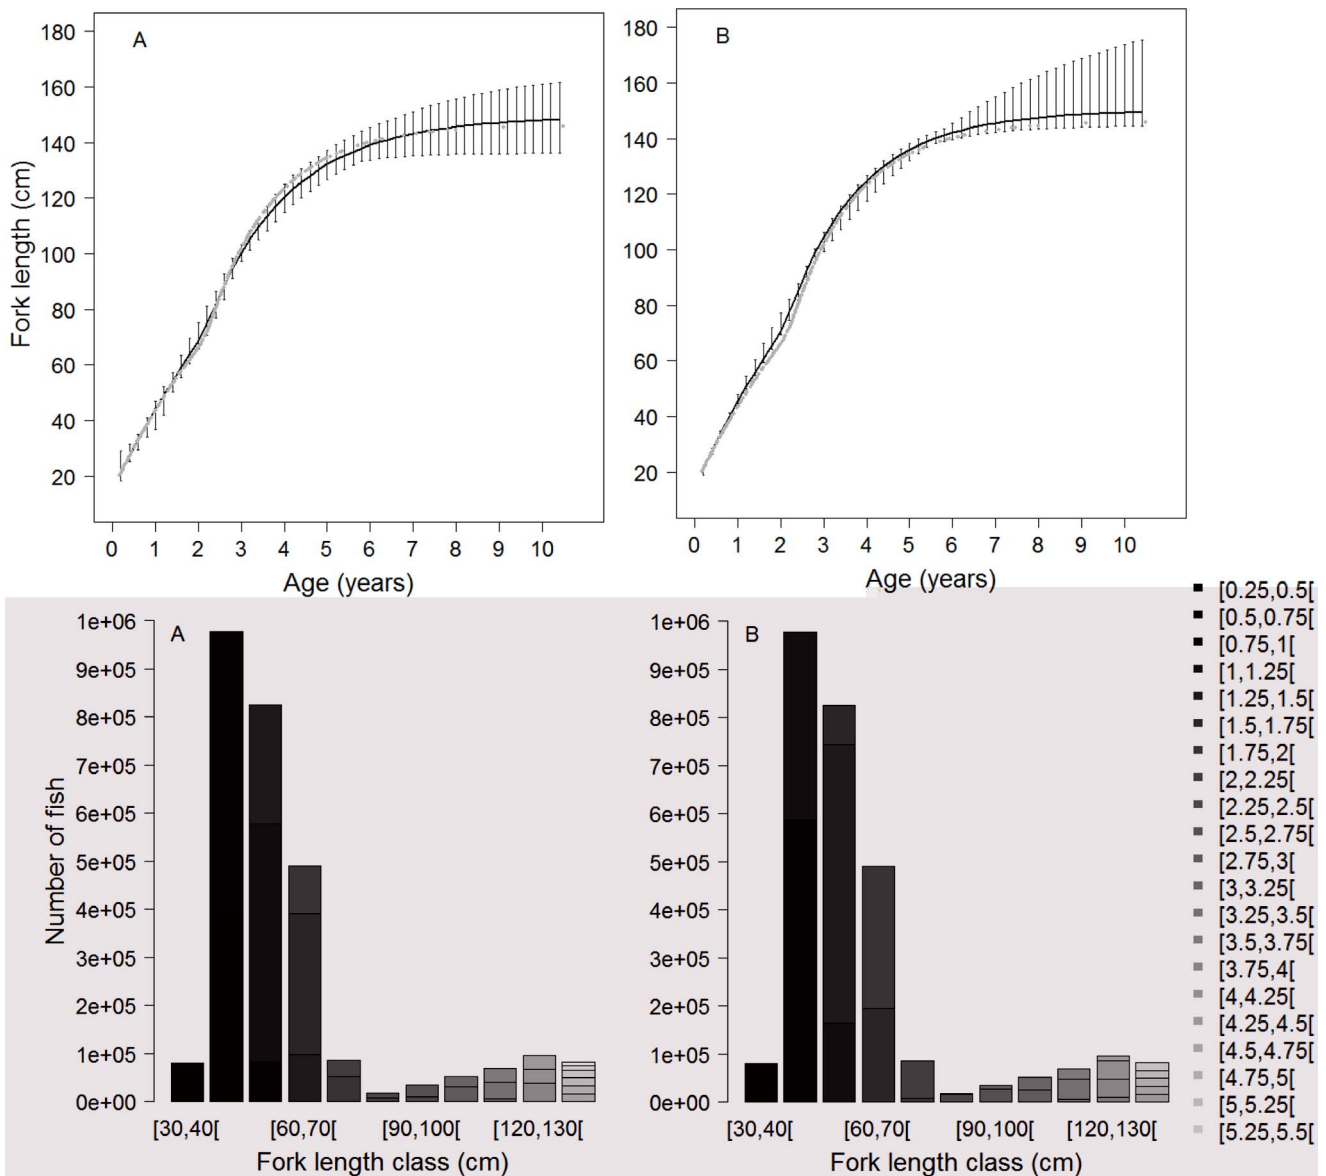 A
B
180
160
140
120
100
80
60
40
20
Fork length (cm)
0 1 2 3 4 5 6 7 8 9 10
Age (years)
180
160
140
120
100
80
60
40
20
0 1 2 3 4 5 6 7 8 9 10
Age (years)
A
1e+06
9e+05
8e+05
7e+05
6e+05
5e+05
4e+05
3e+05
2e+05
1e+05
0e+00
Number of fish
[30,40[ [60,70[ [90,100[ [120,130[
Fork length class (cm)
B
1e+06
9e+05
8e+05
7e+05
6e+05
5e+05
4e+05
3e+05
2e+05
1e+05
0e+00
[30,40[ [60,70[ [90,100[ [120,130[
Fork length class (cm)
[0.25,0.5[
[0.5,0.75[
[0.75,1[
[1,1.25[
[1.25,1.5[
[1.5,1.75[
[1.75,2[
[2,2.25[
[2.25,2.5[
[2.5,2.75[
[2.75,3[
[3,3.25[
[3.25,3.5[
[3.5,3.75[
[3.75,4[
[4,4.25[
[4.25,4.5[
[4.5,4.75[
[4.75,5[
[5,5.25[
[5.25,5.5[